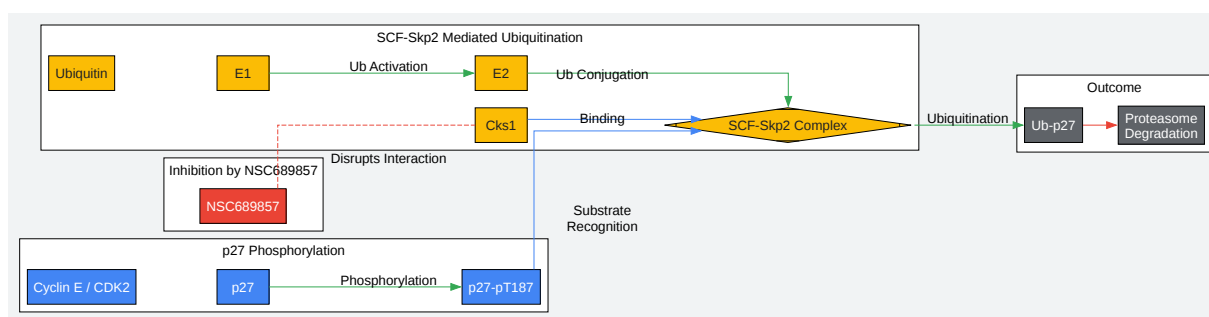 SCF-Skp2 Mediated Ubiquitination
Ubiquitin
E1
Ub Activation
E2
Ub Conjugation
Cks1
Binding
SCF-Skp2 Complex
Ubiquitination
Outcome
Ub-p27
Proteasome
Degradation
Disrupts Interaction
Inhibition by NSC689857
NSC689857
Substrate
Recognition
p27 Phosphorylation
Cyclin E / CDK2
p27
Phosphorylation
p27-pT187